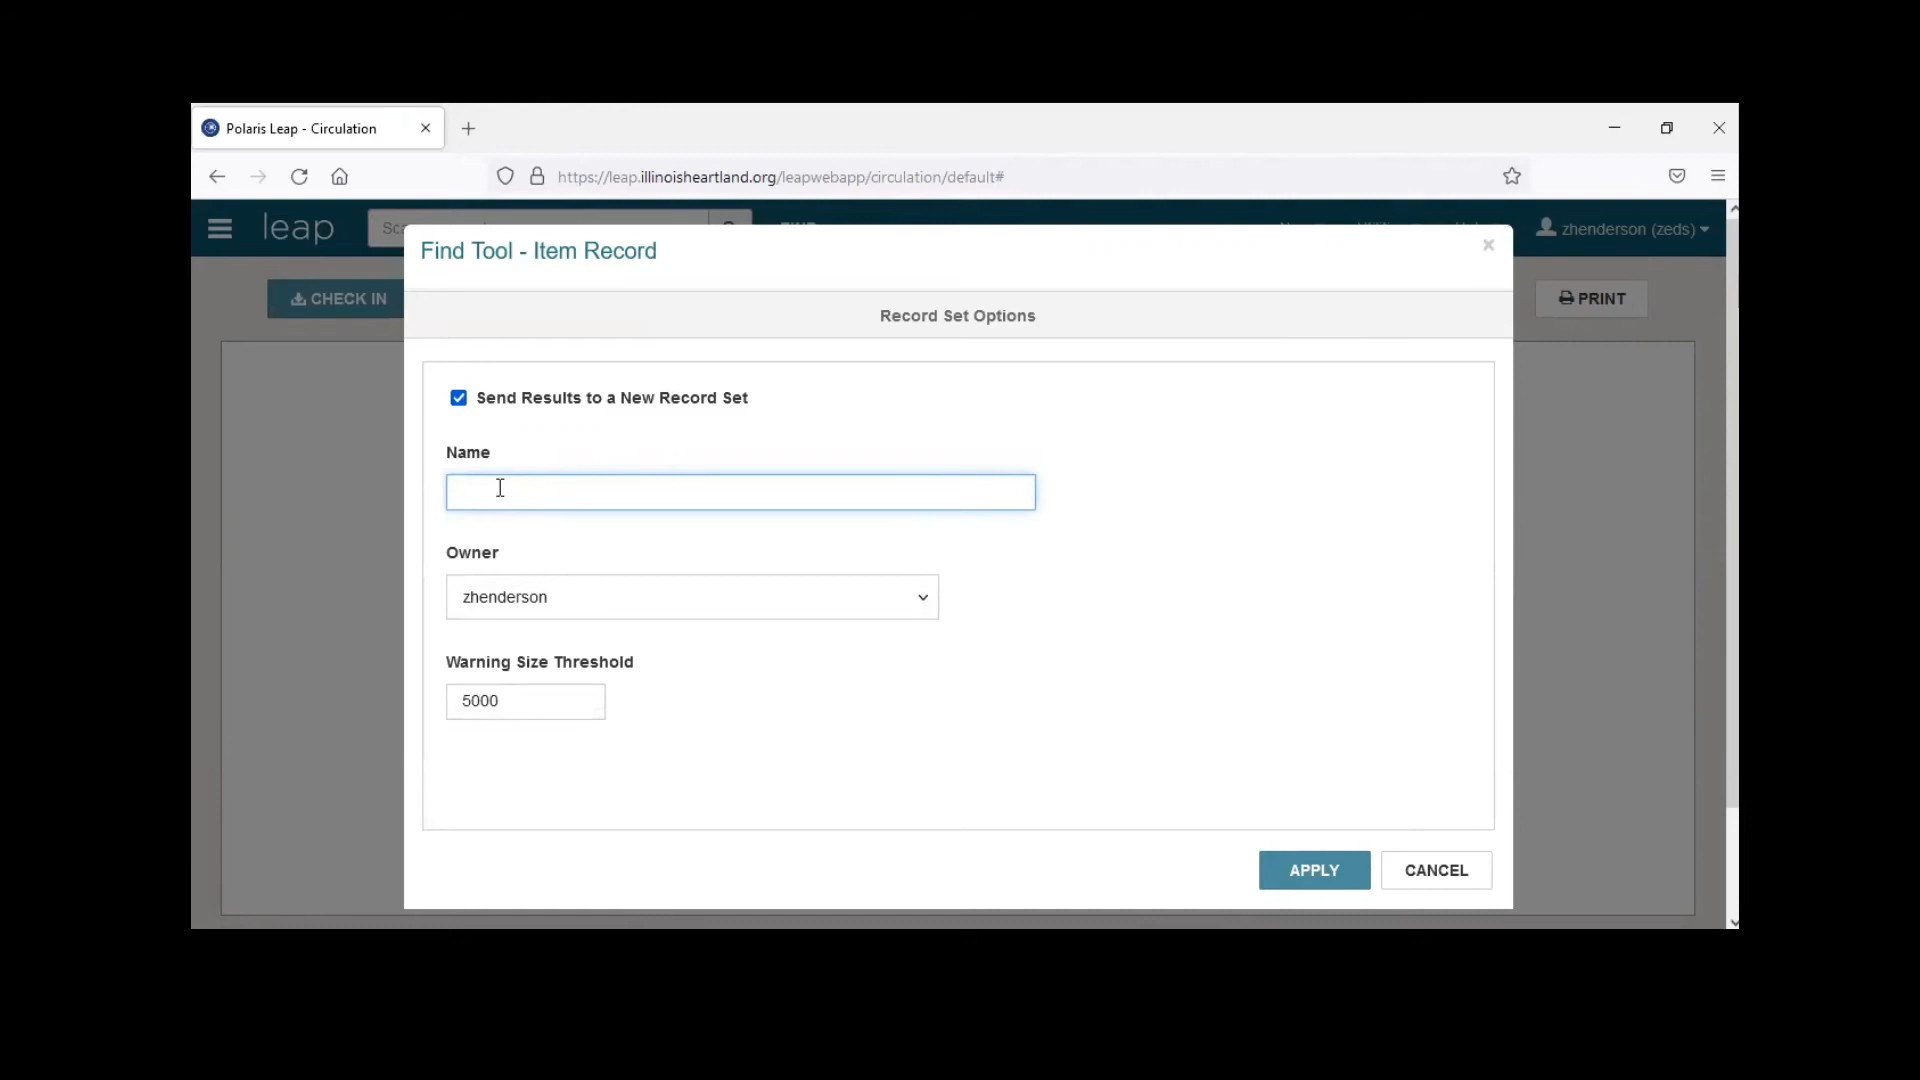 Polaris Leap - Circulation
https://leap.illinoisheartland.org/leapwebapp/circulation/default#
leap
zhenderson (zeds)
Find Tool - Item Record
CHECK IN
PRINT
Record Set Options
Send Results to a New Record Set
Name
Owner
zhenderson
Warning Size Threshold
5000
APPLY
CANCEL